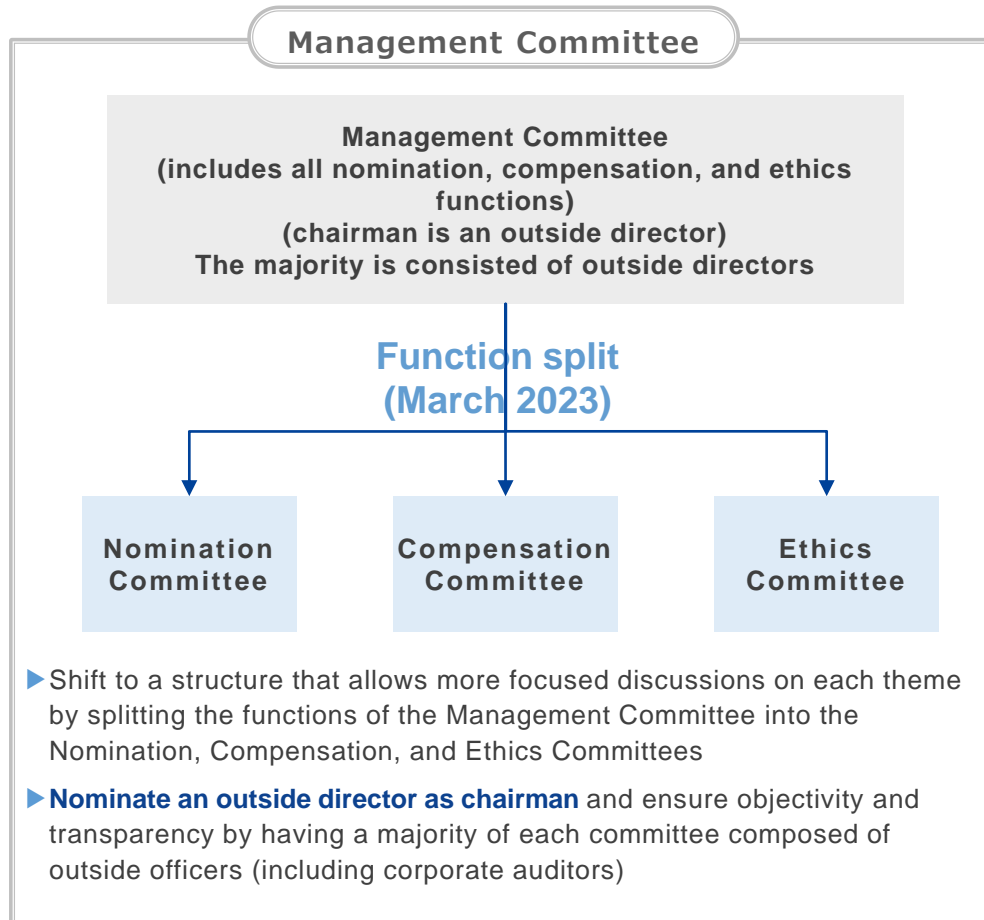 Management Committee
Management Committee
(includes all nomination, compensation, and ethics
functions)
(chairman is an outside director)
The majority is consisted of outside directors
Function split
(March 2023)
Nomination
Committee
Compensation
Committee
Ethics
Committee
▶Shift to a structure that allows more focused discussions on each theme
by splitting the functions of the Management Committee into the
Nomination, Compensation, and Ethics Committees
▶Nominate an outside director as chairman and ensure objectivity and
transparency by having a majority of each committee composed of
outside officers (including corporate auditors)